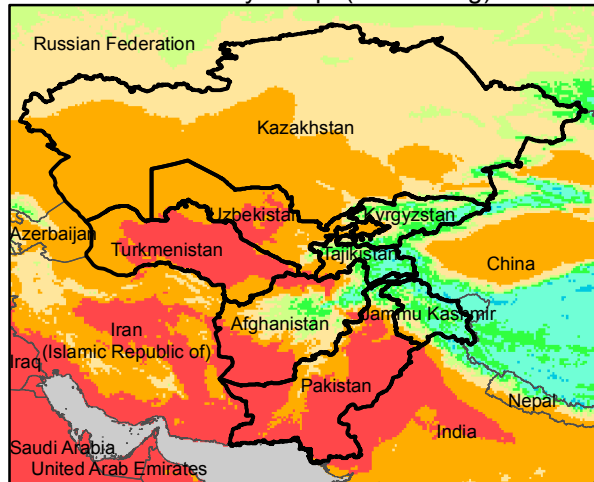 Russian Federation
Kazakhstan
Uzbekistan
Kyrgyzstan
Azerbaijan
Turkmenistan
Tajikistan
China
Iran
(Islamic Republic of)
Afghanistan
Jammu Kashmir
Iraq
Pakistan
Nepal
India
Saudi Arabia
United Arab Emirates